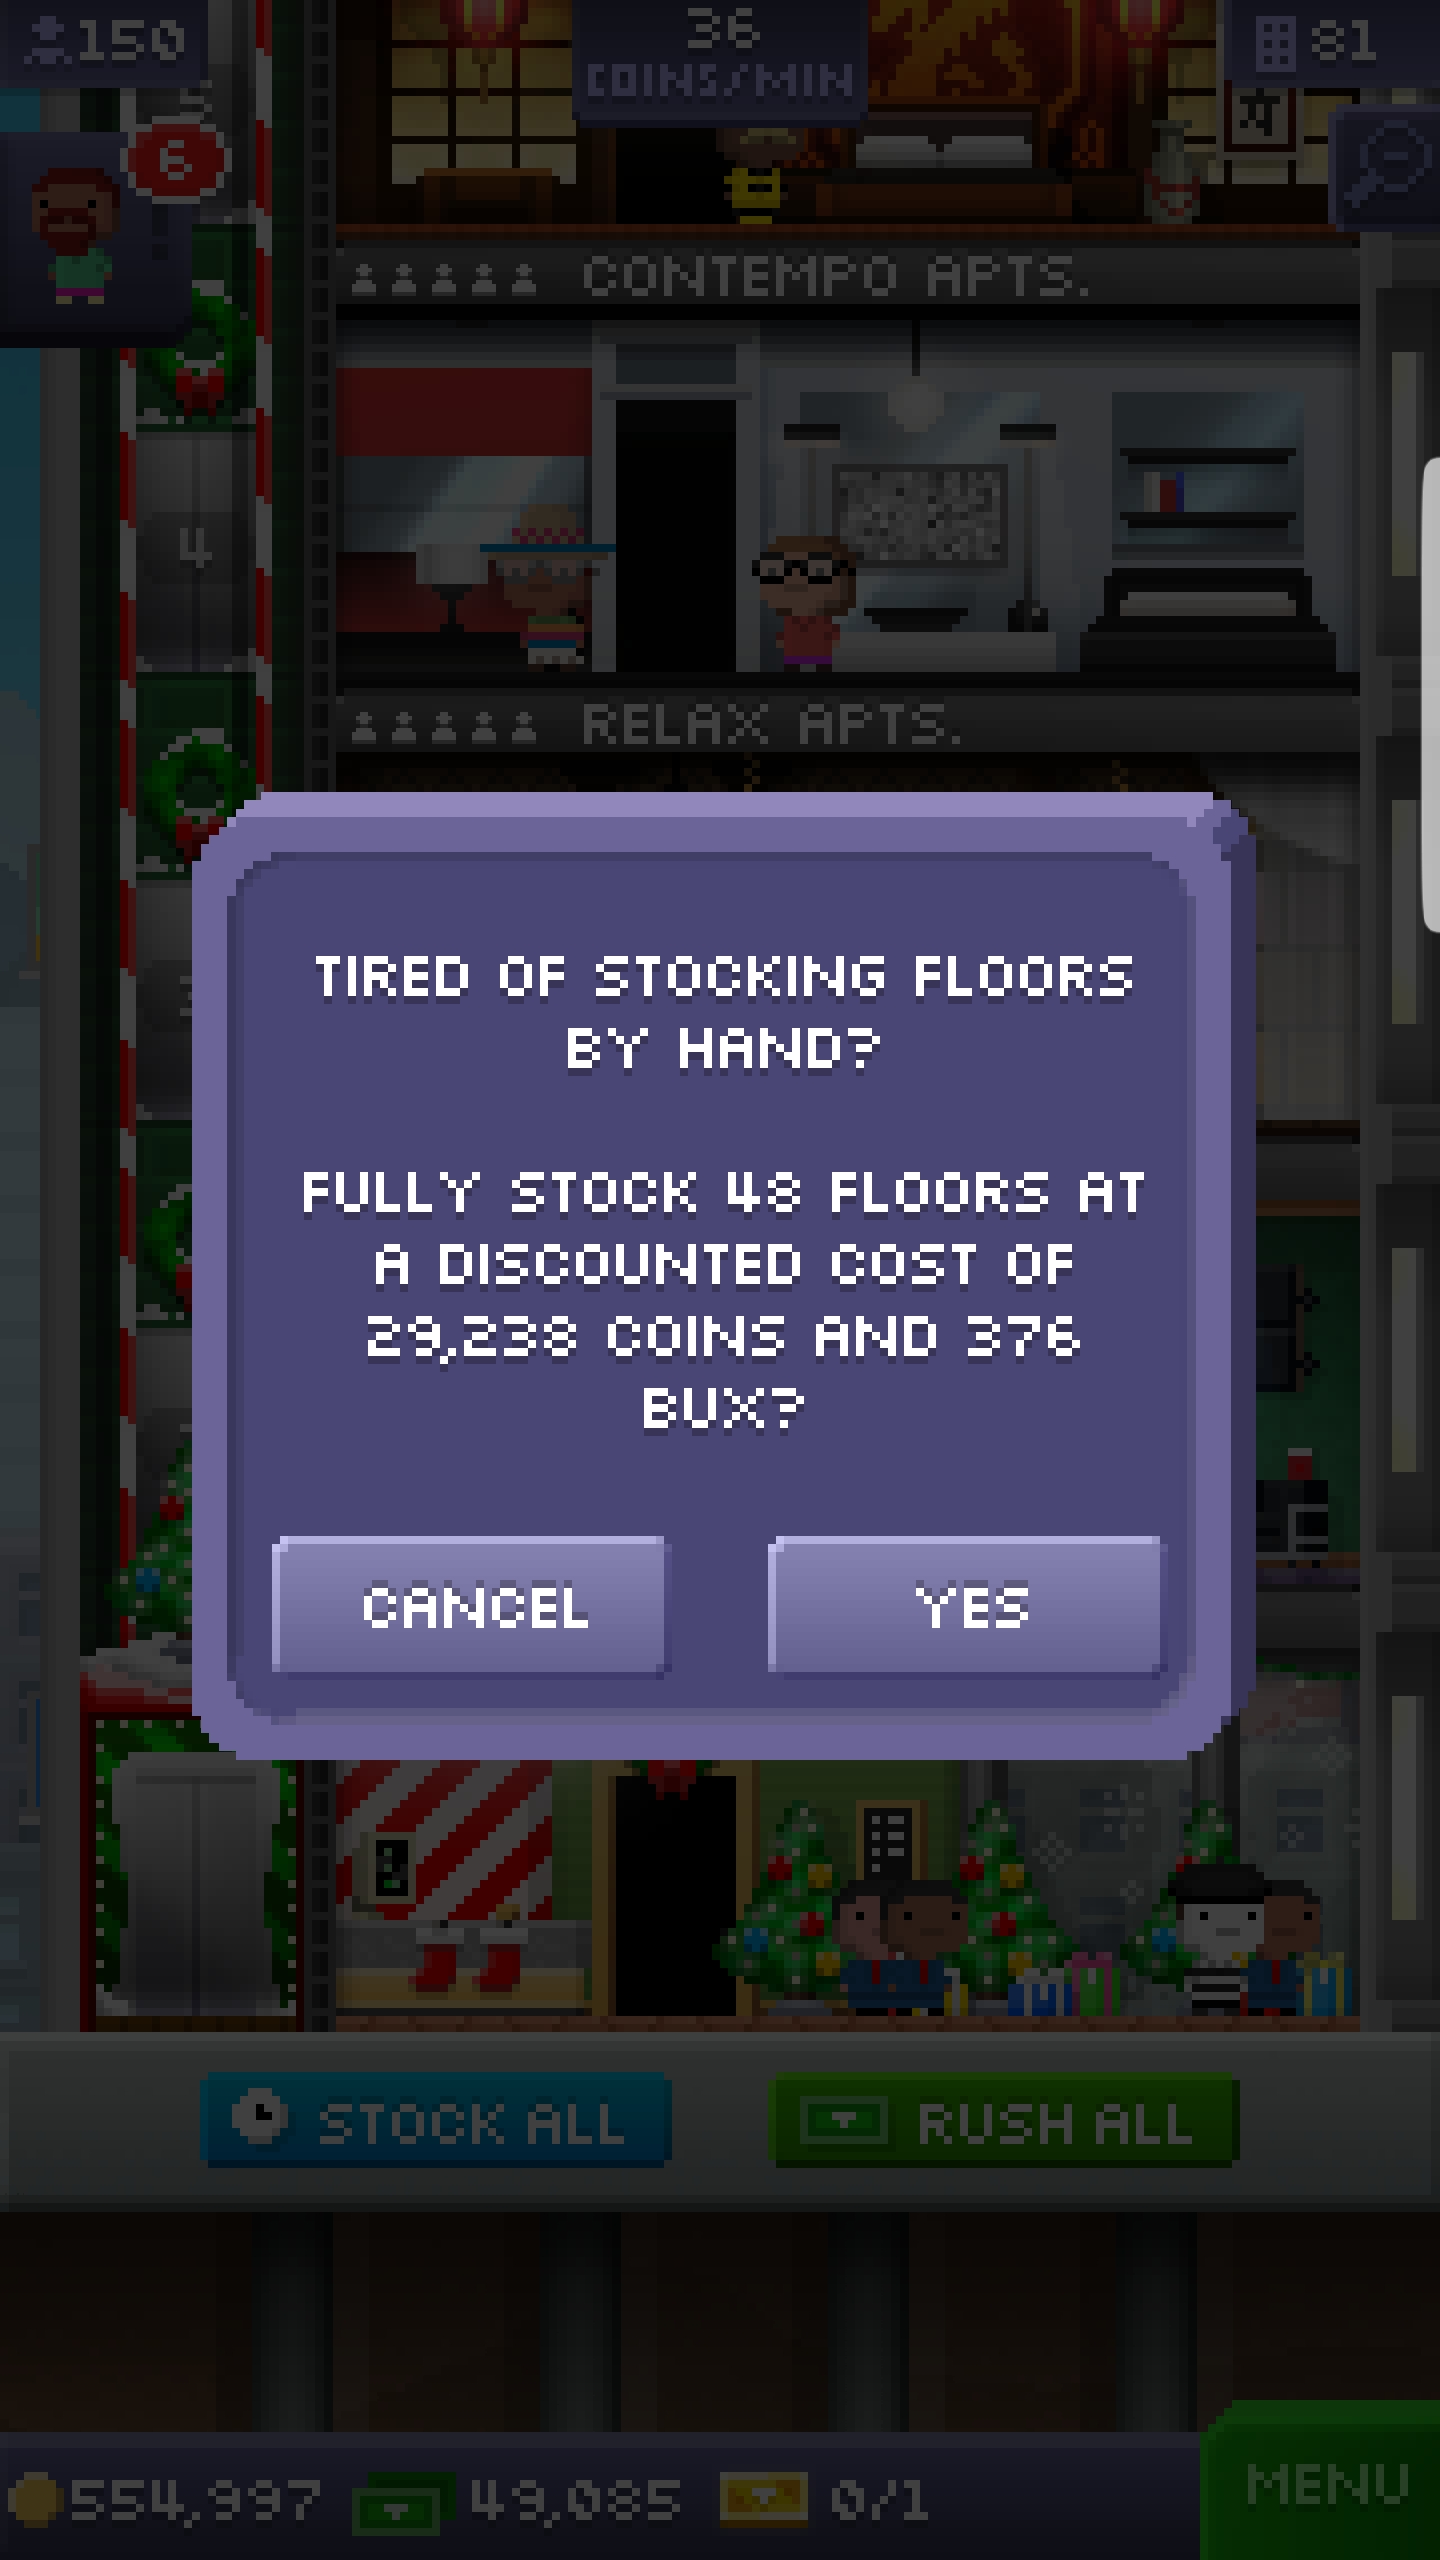 150
36
COINS/MIN
81
6
CONTEMPO APTS.
4
RELAX APTS.
TIRED OF STOCKING FLOORS
BY HAND?
FULLY STOCK 48 FLOORS AT
A DISCOUNTED COST OF
29,238 COINS AND 376
BUX?
CANCEL
YES
STOCK ALL
RUSH ALL
554,997
49,085
0/1
MENU